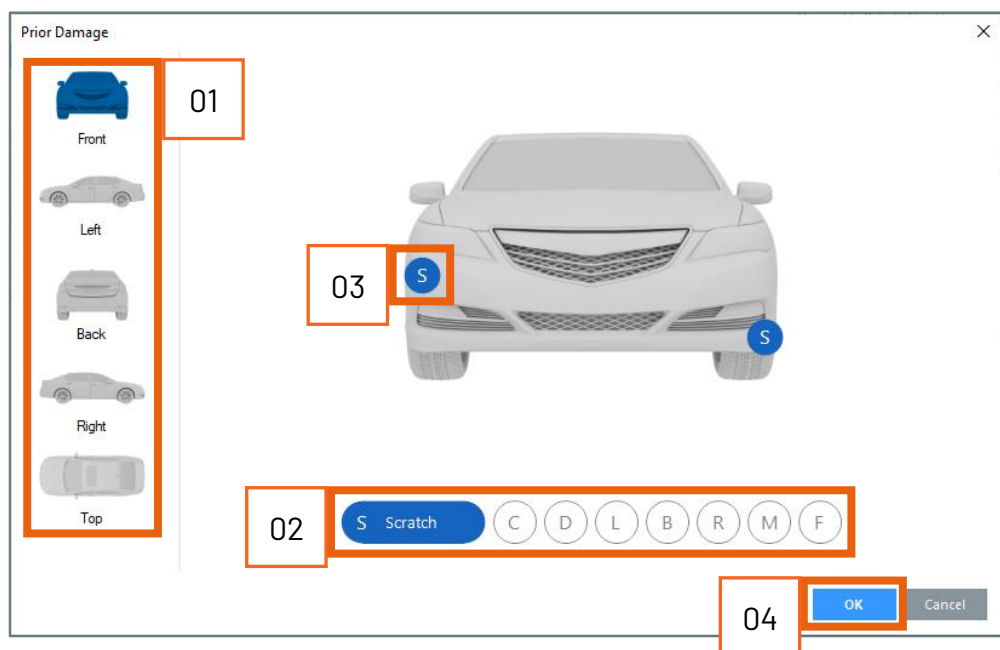 Prior Damage
01
Front
Left
Back
Right
Top
03
S
S
02
S Scratch C D L B R M F
04
OK Cancel